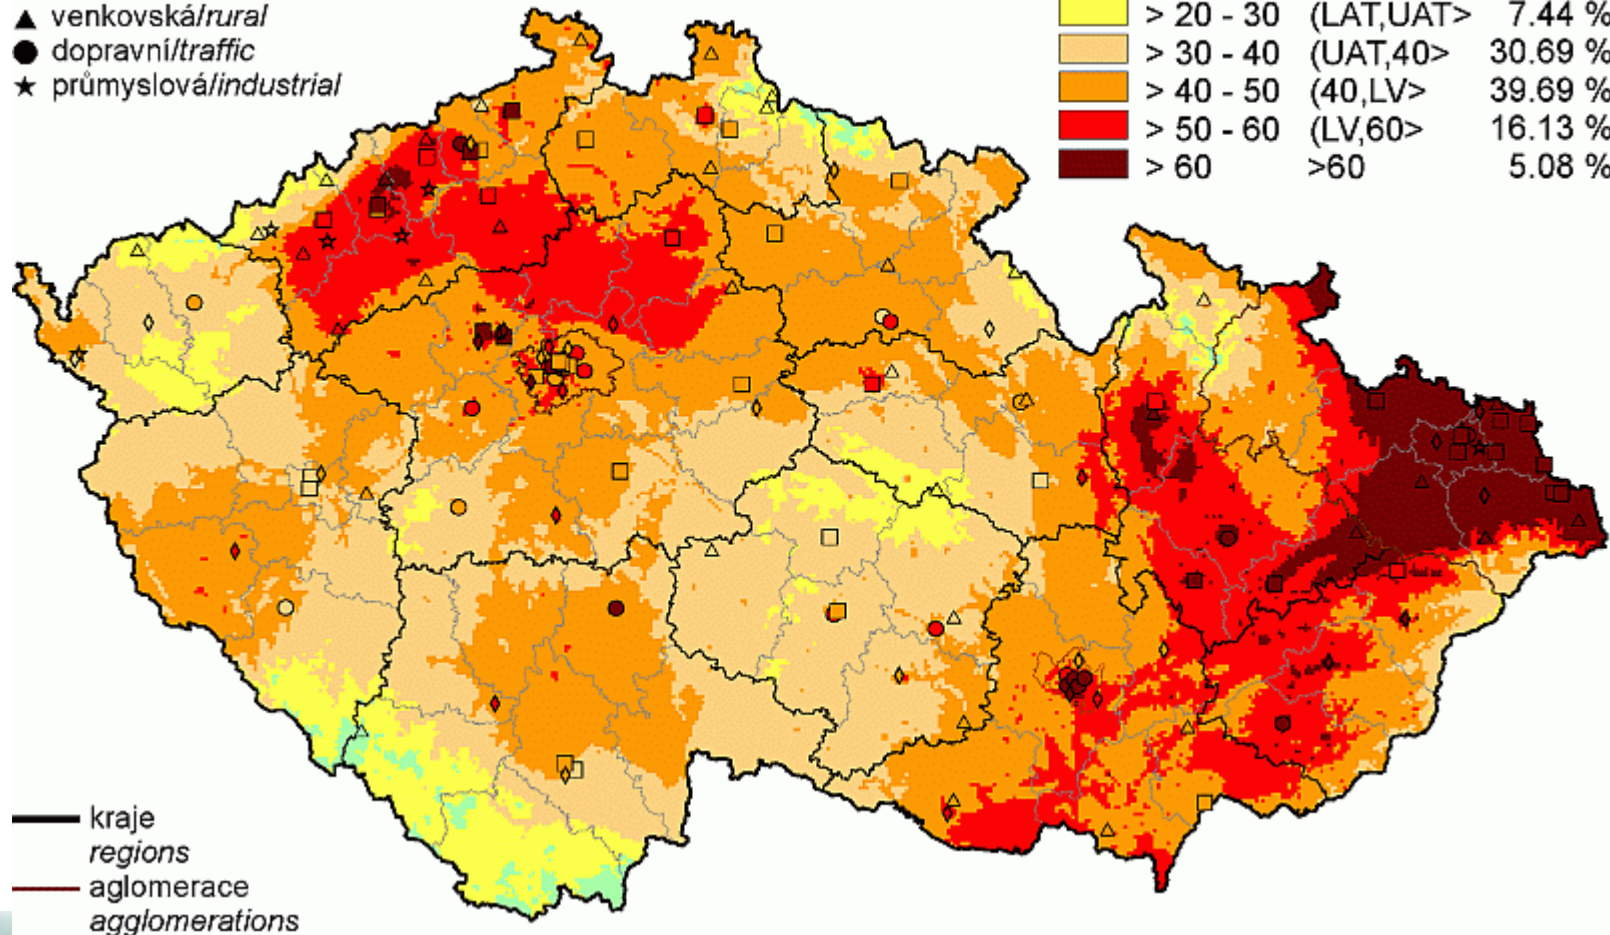 venkovská/rural
dopravní/traffic
průmyslová/industrial
> 20 - 30 (LAT,UAT> 7.44 %
> 30 - 40 (UAT,40> 30.69 %
> 40 - 50 (40,LV> 39.69 %
> 50 - 60 (LV,60> 16.13 %
> 60 >60 5.08 %
kraje
regions
aglomerace
agglomerations